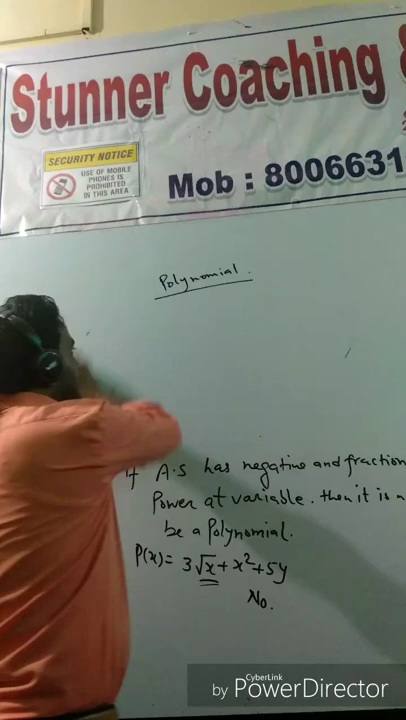 Stunner Coaching &
SECURITY NOTICE
USE OF MOBILE
PHONES IS
PROHIBITED
IN THIS AREA
Mob : 8006631
Polynomial.
If A.S has negative and fraction
Power at variable. then it is n
be a Polynomial.
P(x)= 3√x + x²+5y
No.
CyberLink
by PowerDirector